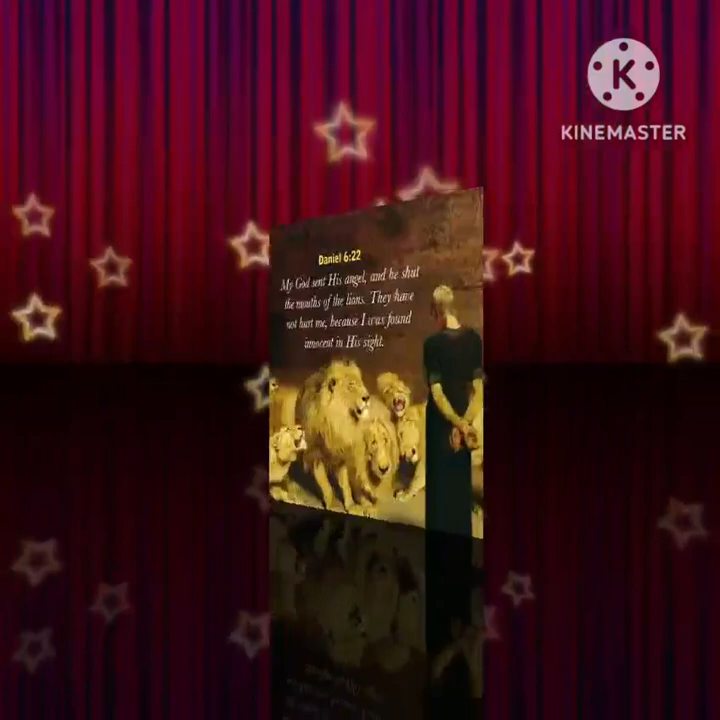 K
KINEMASTER
Daniel 6:22
My God sent His angel, and he shut
the mouths of the lions. They have
not hurt me, because I was found
innocent in His sight.